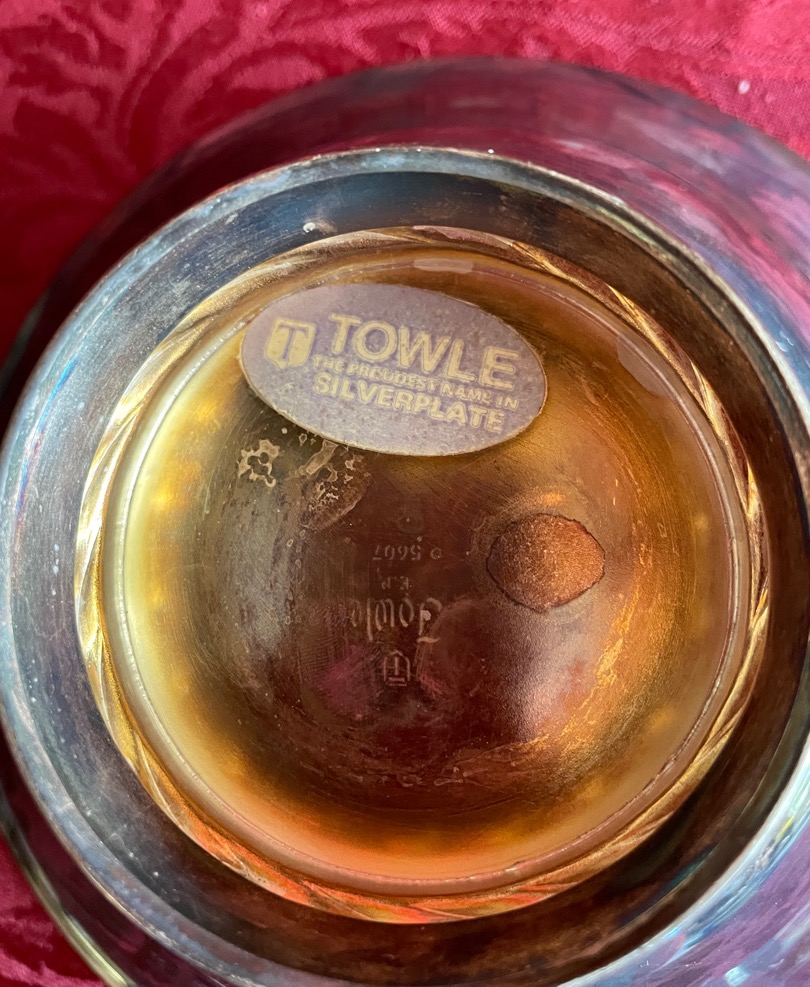 T
TOWLE
THE PROUDEST NAME IN
SILVERPLATE
T
Towle
E.P.
5607